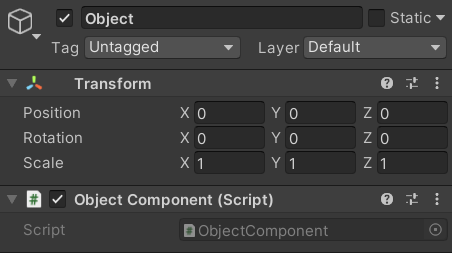 Object Static
Tag Untagged Layer Default
Transform
Position X 0 Y 0 Z 0
Rotation X 0 Y 0 Z 0
Scale X 1 Y 1 Z 1
# Object Component (Script)
Script # ObjectComponent